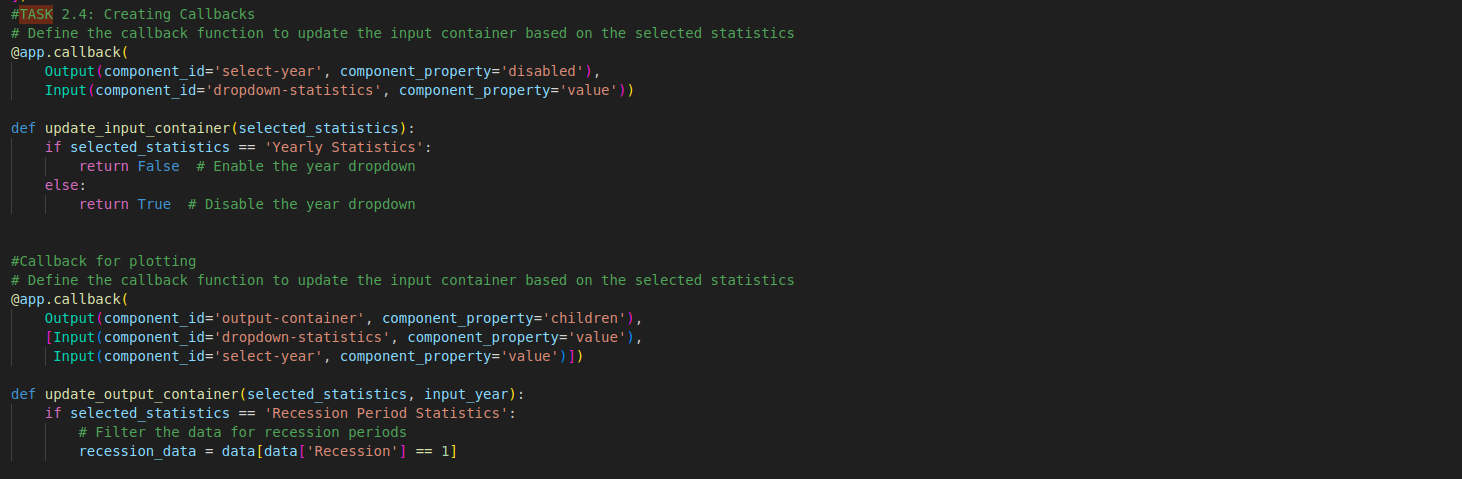 #TASK 2.4: Creating Callbacks
# Define the callback function to update the input container based on the selected statistics
@app.callback(
    Output(component_id='select-year', component_property='disabled'),
    Input(component_id='dropdown-statistics', component_property='value'))
def update_input_container(selected_statistics):
    if selected_statistics == 'Yearly Statistics':
        return False  # Enable the year dropdown
    else:
        return True  # Disable the year dropdown
#Callback for plotting
# Define the callback function to update the input container based on the selected statistics
@app.callback(
    Output(component_id='output-container', component_property='children'),
    [Input(component_id='dropdown-statistics', component_property='value'),
     Input(component_id='select-year', component_property='value')])
def update_output_container(selected_statistics, input_year):
    if selected_statistics == 'Recession Period Statistics':
        # Filter the data for recession periods
        recession_data = data[data['Recession'] == 1]